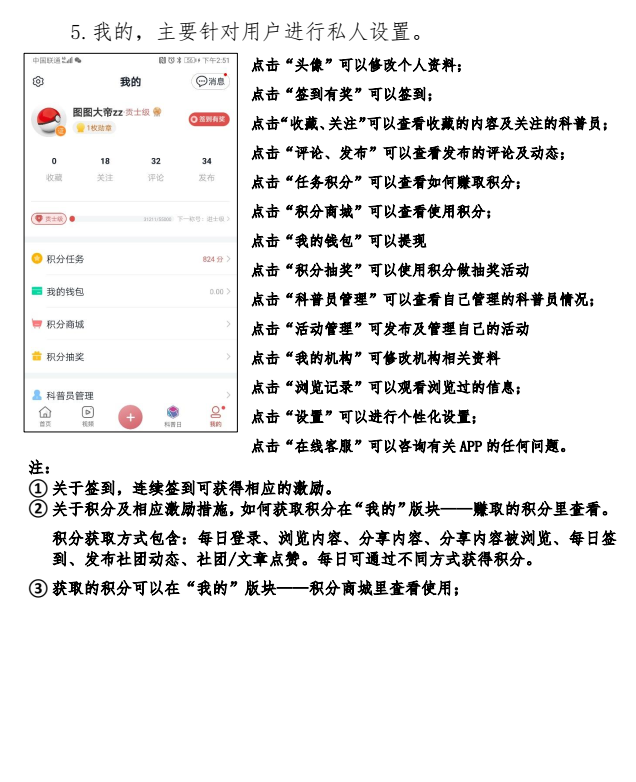 5.我的，主要针对用户进行私人设置。
中国联通 下午2:51
我的
消息
图图大帝zz 贡士级
1枚勋章
签到有奖
0 18 32 34
收藏 关注 评论 发布
贡士级
下一称号：进士级
积分任务 824 分
我的钱包 0.00
积分商城
积分抽奖
科普员管理
首页 视频 科普日 我的
点击“头像”可以修改个人资料；
点击“签到有奖”可以签到；
点击“收藏、关注”可以查看收藏的内容及关注的科普员；
点击“评论、发布”可以查看发布的评论及动态；
点击“任务积分”可以查看如何赚取积分；
点击“积分商城”可以查看使用积分；
点击“我的钱包”可以提现
点击“积分抽奖”可以使用积分做抽奖活动
点击“科普员管理”可以查看自己管理的科普员情况；
点击“活动管理”可发布及管理自己的活动
点击“我的机构”可修改机构相关资料
点击“浏览记录”可以观看浏览过的信息；
点击“设置”可以进行个性化设置；
点击“在线客服”可以咨询有关 APP 的任何问题。
注：
① 关于签到，连续签到可获得相应的激励。
② 关于积分及相应激励措施，如何获取积分在“我的”版块——赚取的积分里查看。
积分获取方式包含：每日登录、浏览内容、分享内容、分享内容被浏览、每日签
到、发布社团动态、社团/文章点赞。每日可通过不同方式获得积分。
③ 获取的积分可以在“我的”版块——积分商城里查看使用；